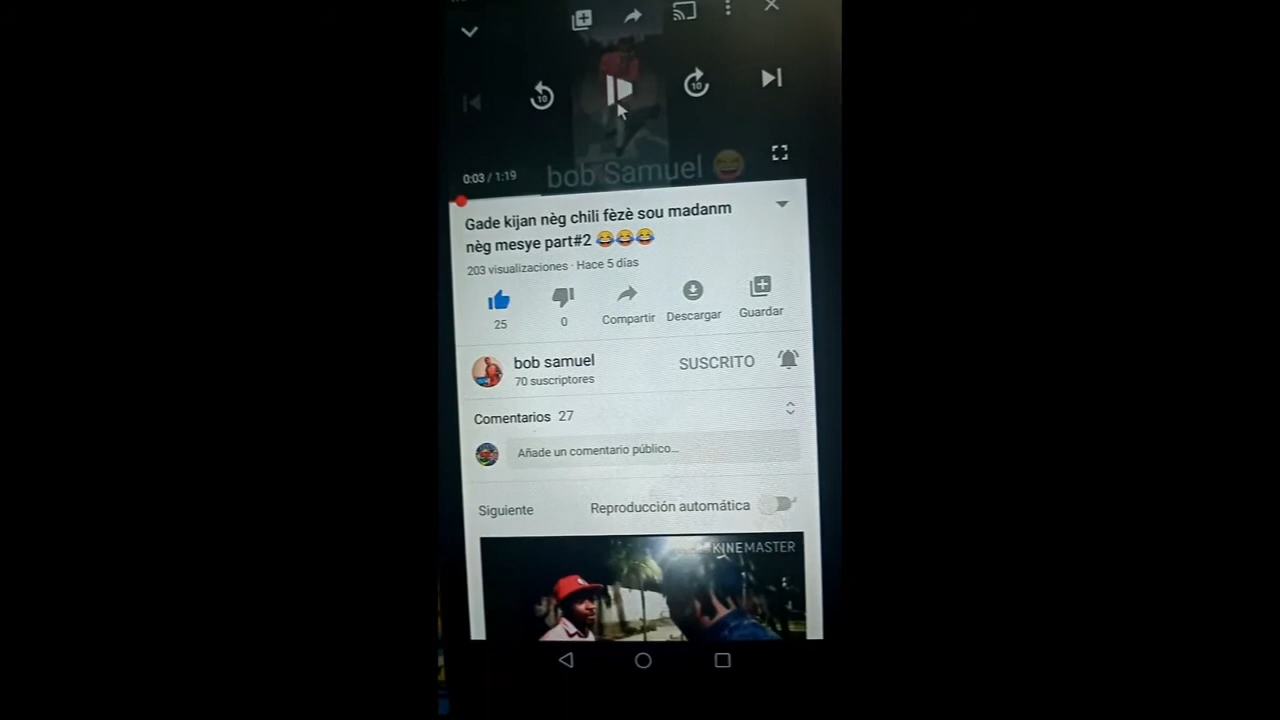 10
10
0:03 / 1:19
bob Samuel 😄
Gade kijan nèg chili fèzè sou madanm
nèg mesye part#2 😂😂😂
203 visualizaciones · Hace 5 días
25
0
Compartir
Descargar
Guardar
bob samuel
SUSCRITO
70 suscriptores
Comentarios 27
Añade un comentario público...
Siguiente
Reproducción automática
KINEMASTER